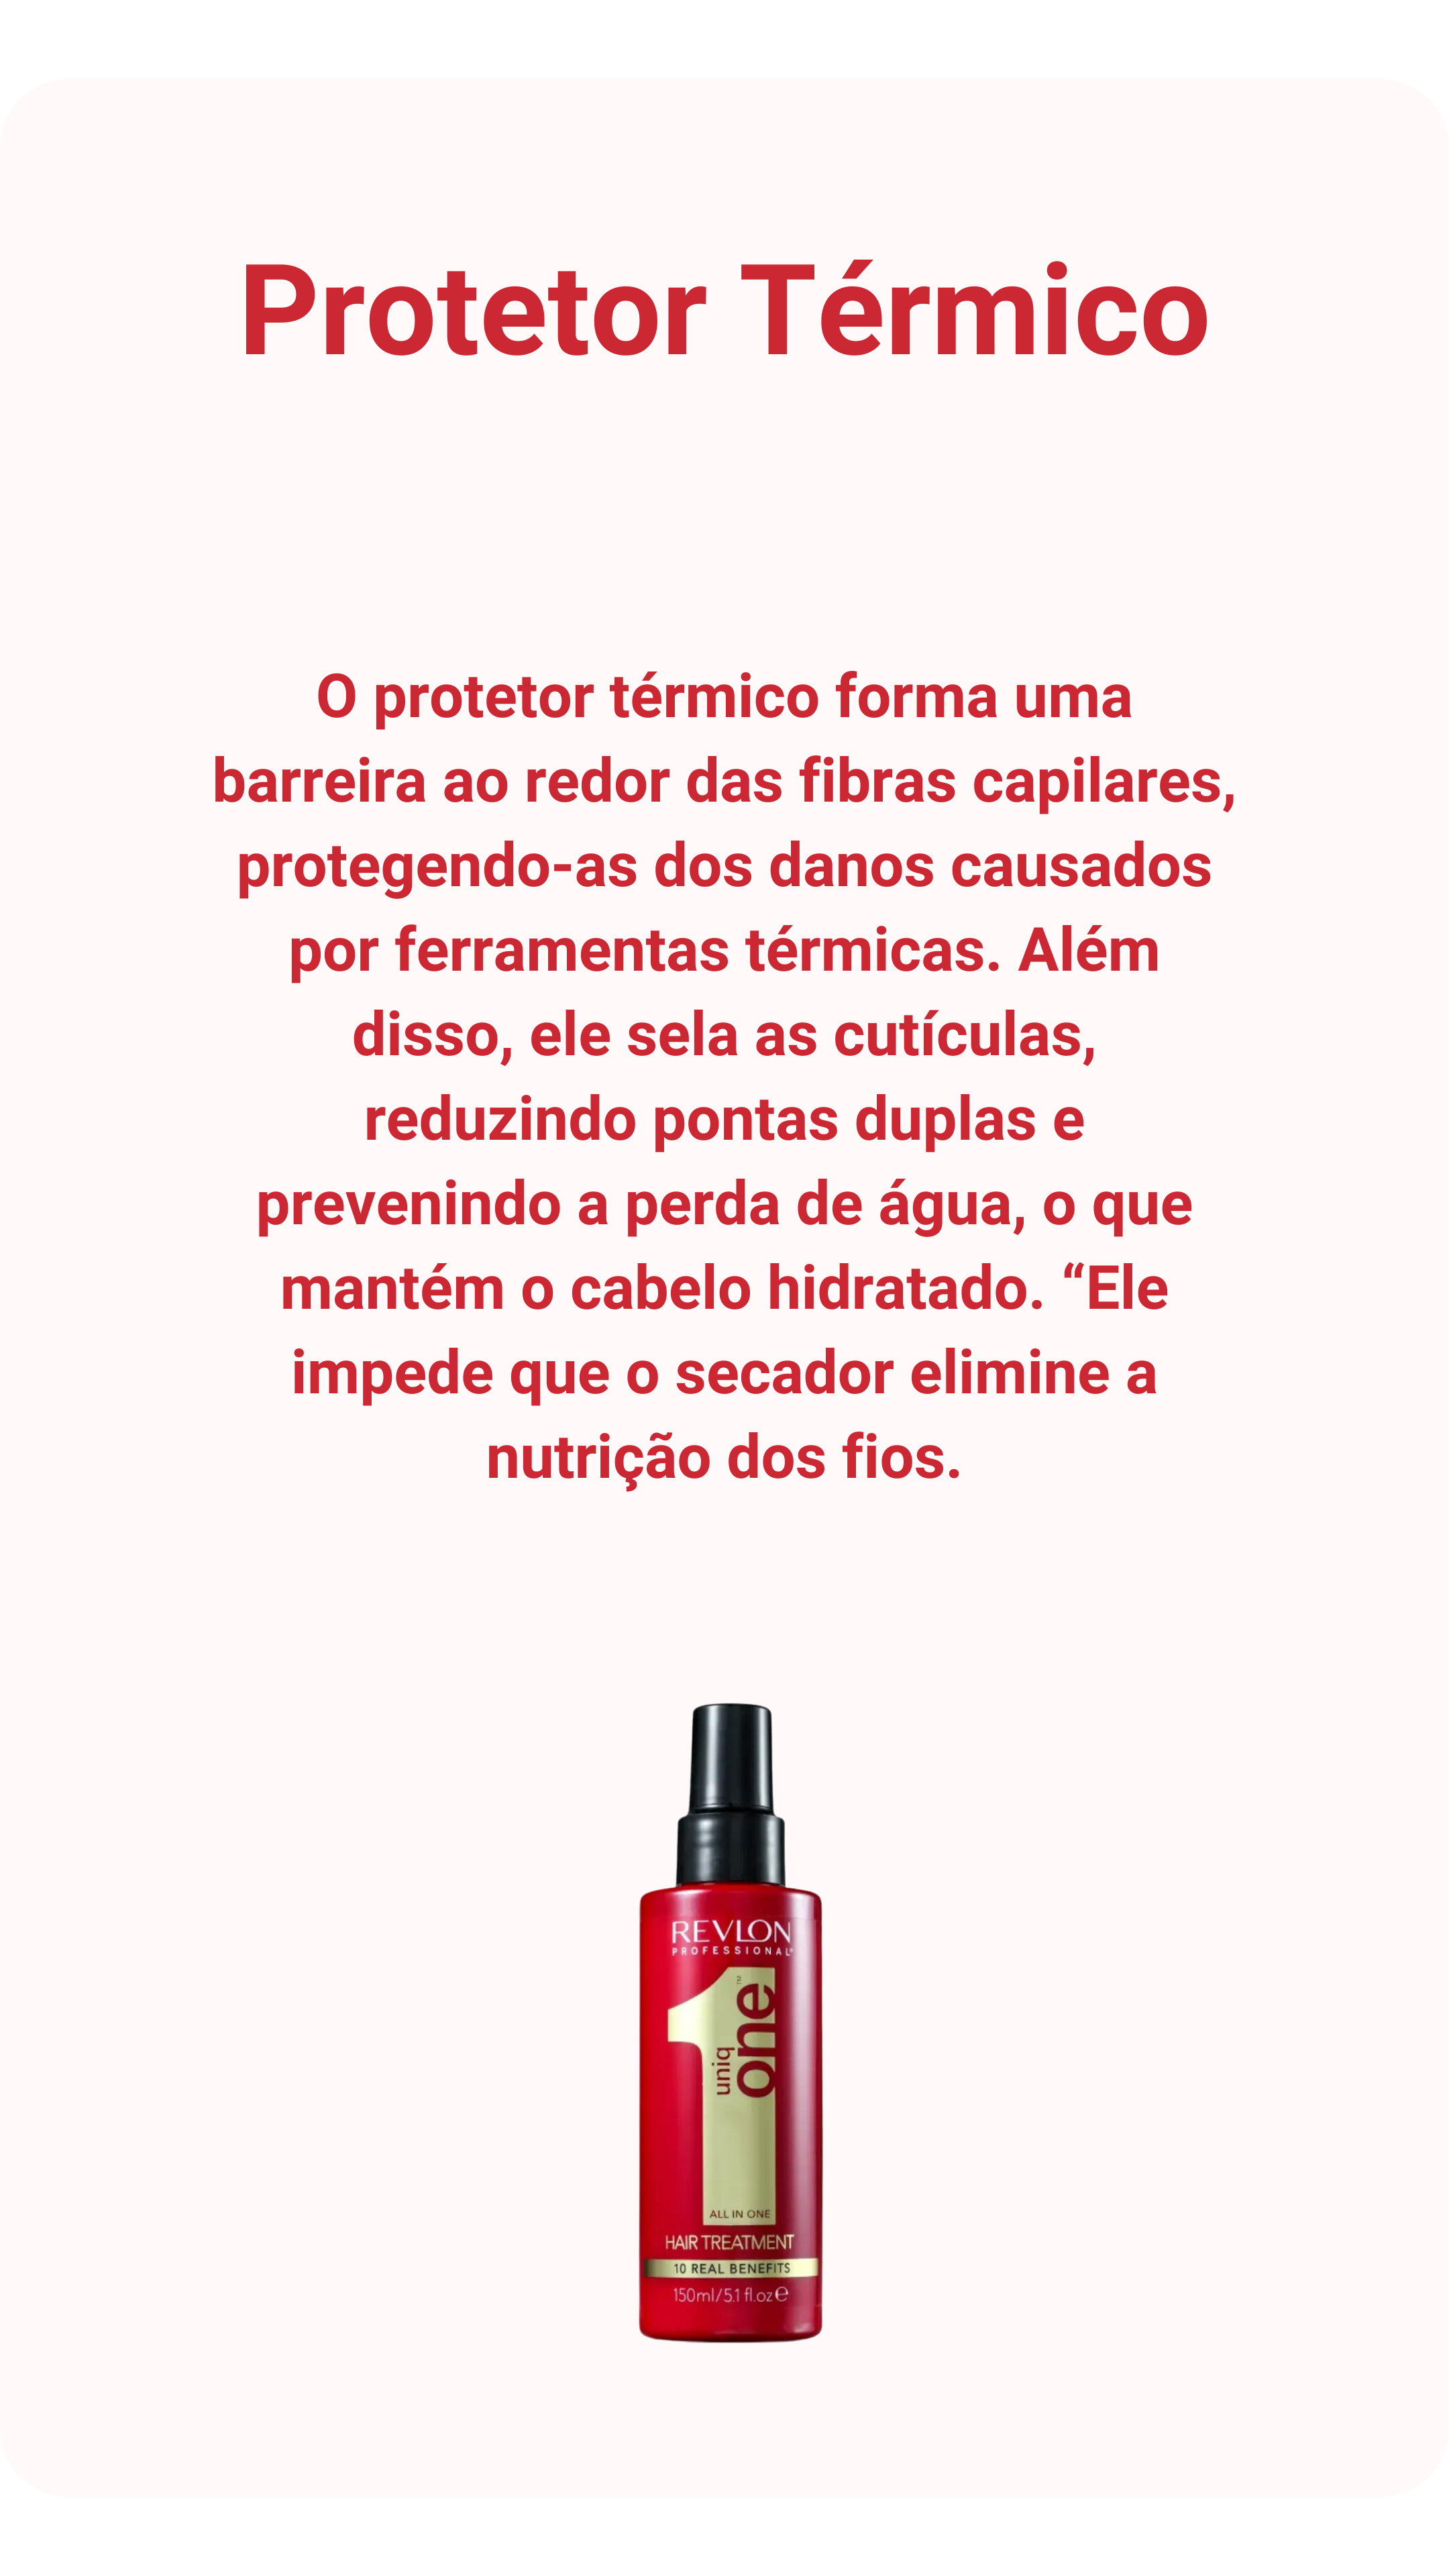 Protetor Térmico
O protetor térmico forma uma
barreira ao redor das fibras capilares,
protegendo-as dos danos causados
por ferramentas térmicas. Além
disso, ele sela as cutículas,
reduzindo pontas duplas e
prevenindo a perda de água, o que
mantém o cabelo hidratado. “Ele
impede que o secador elimine a
nutrição dos fios.
REVLON
PROFESSIONAL®
uniq
one™
ALL IN ONE
HAIR TREATMENT
10 REAL BENEFITS
150ml/5.1 fl.oz ℮